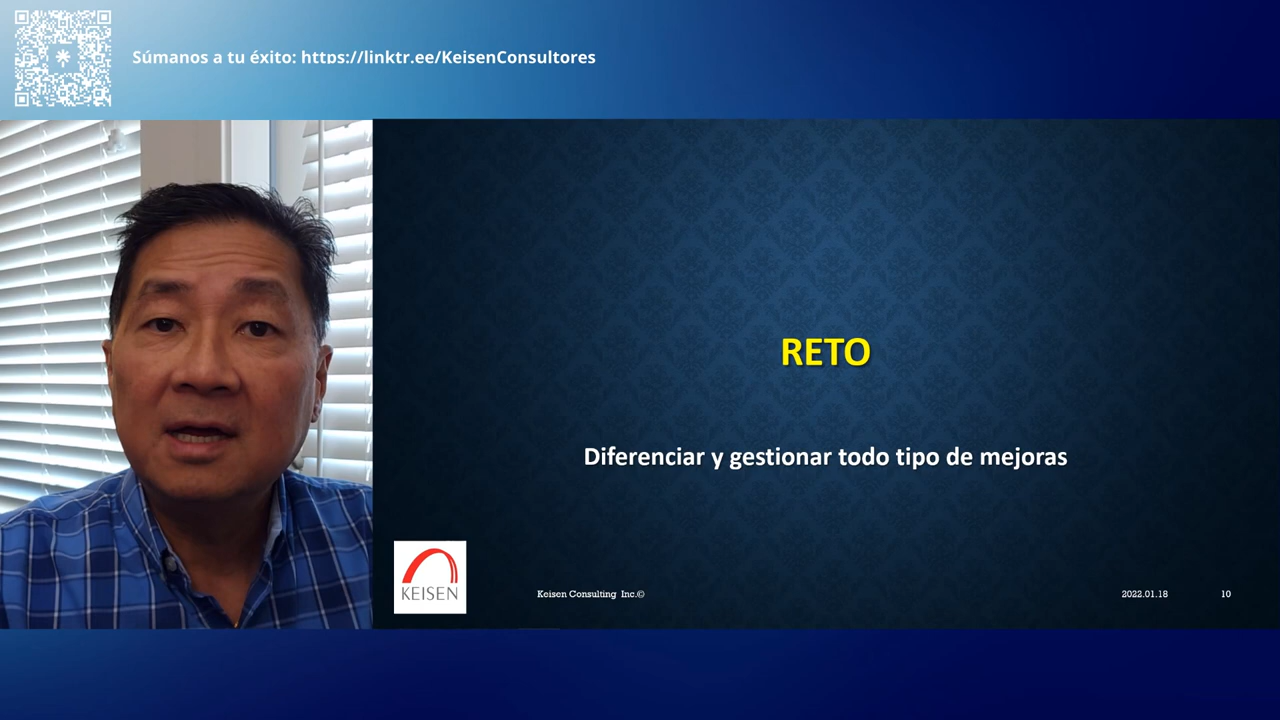 Súmanos a tu éxito: https://linktr.ee/KeisenConsultores
RETO
Diferenciar y gestionar todo tipo de mejoras
KEISEN
Keisen Consulting Inc.©
2022.01.18
10